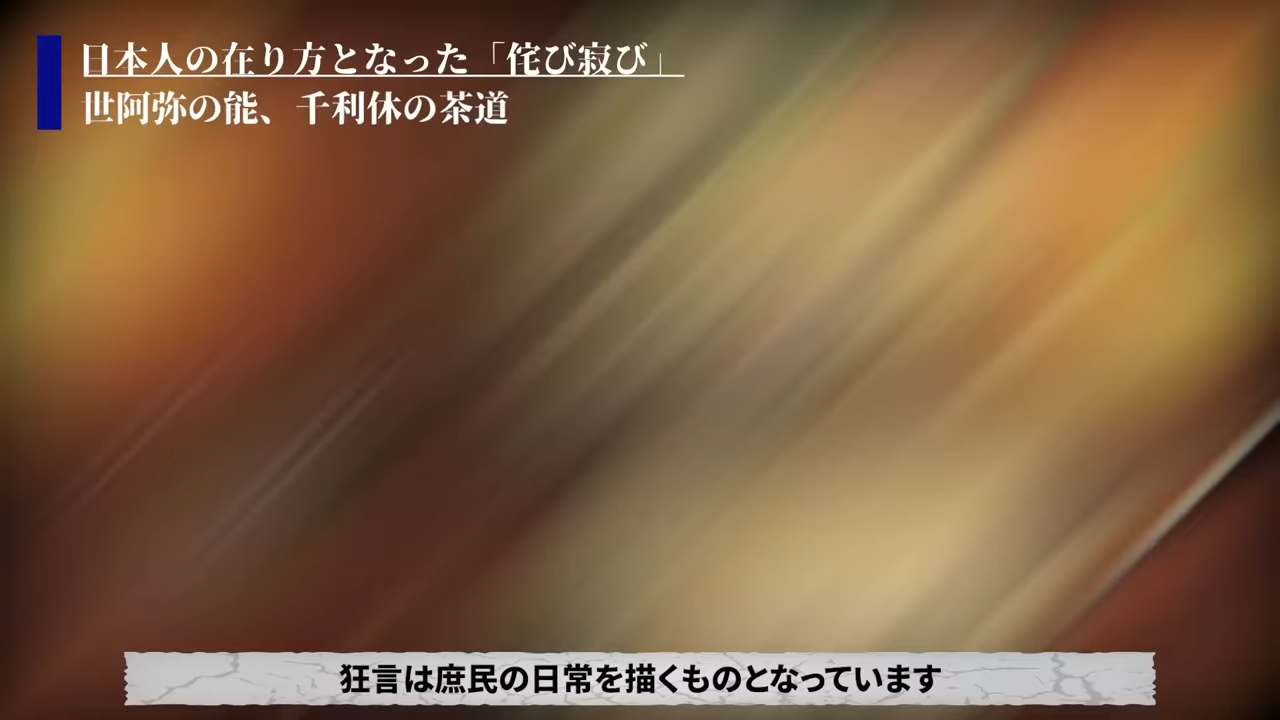 日本人の在り方となった「侘び寂び」
世阿弥の能、千利休の茶道
狂言は庶民の日常を描くものとなっています